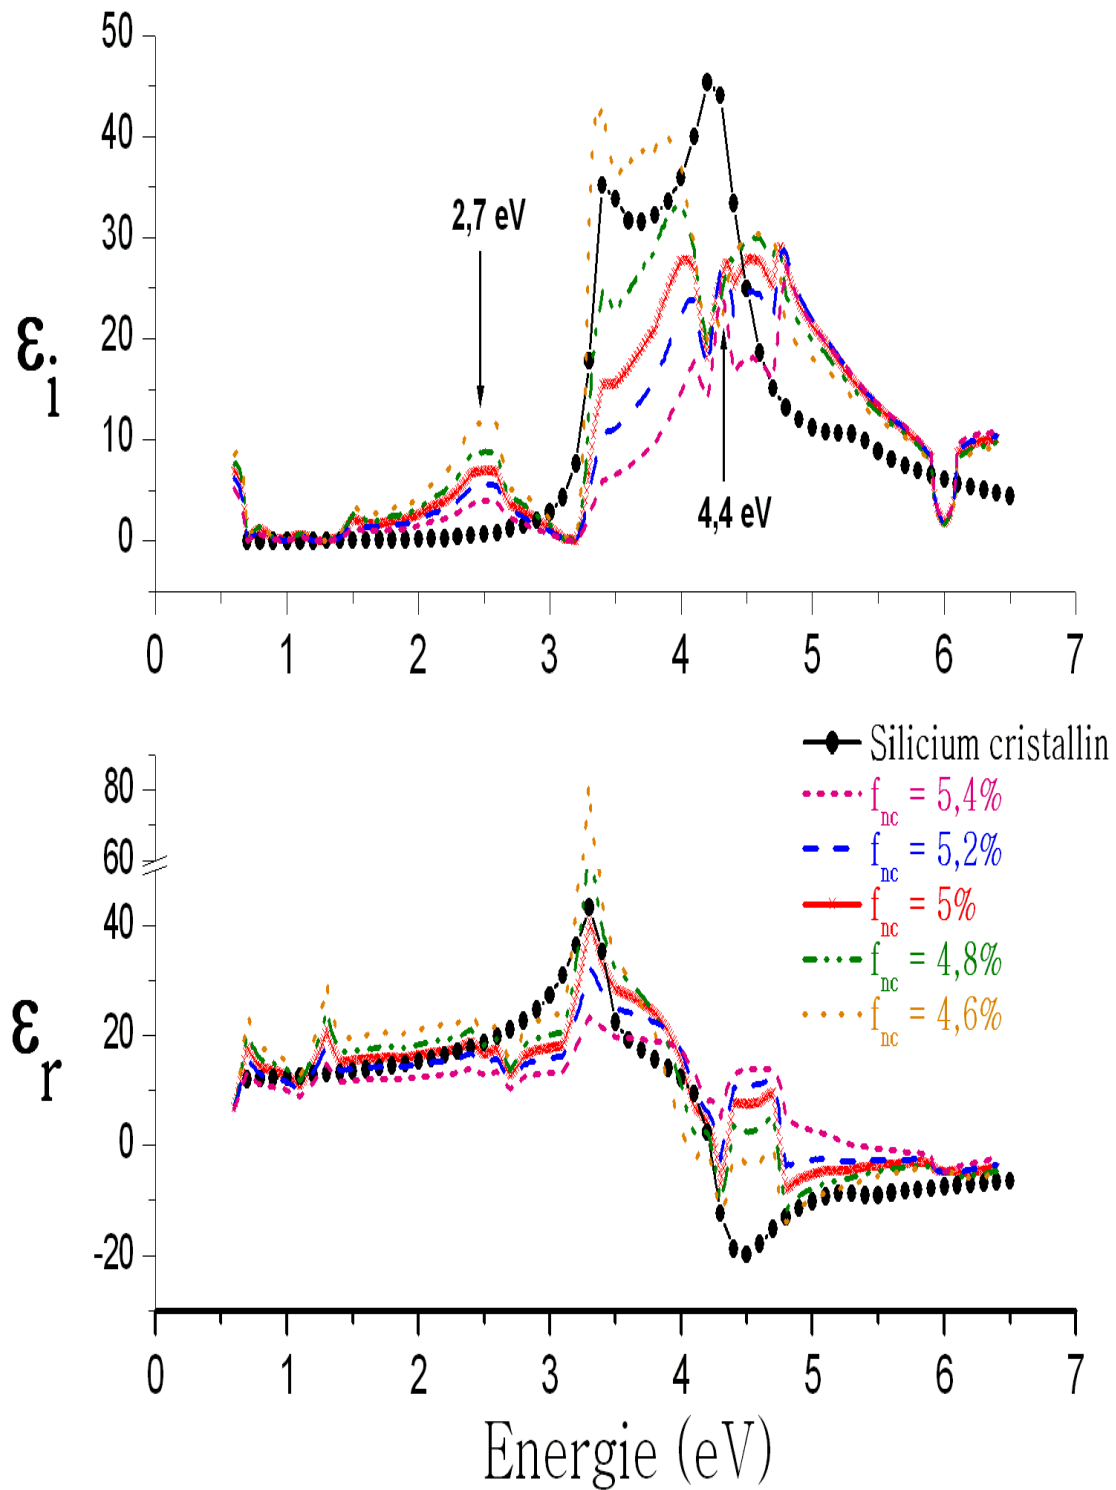 50
40
30
20
10
0
εi
2,7 eV
4,4 eV
0 1 2 3 4 5 6 7
Silicium cristallin
fnc = 5,4%
fnc = 5,2%
fnc = 5%
fnc = 4,8%
fnc = 4,6%
80
60
40
20
0
-20
εr
0 1 2 3 4 5 6 7
Energie (eV)